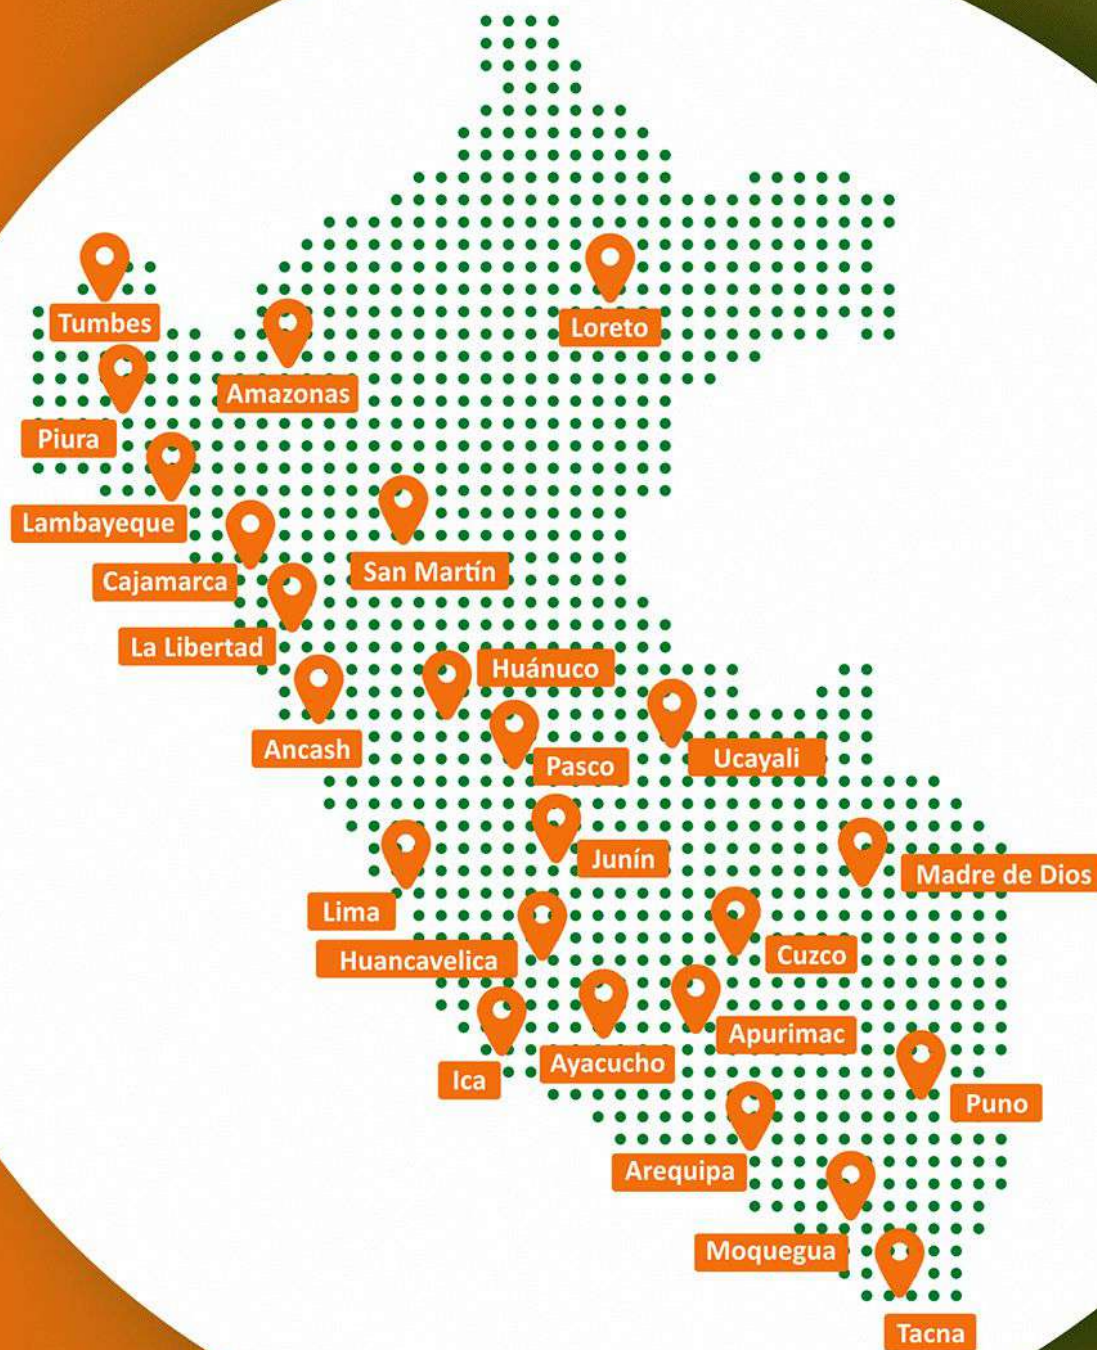 Tumbes
Loreto
Amazonas
Piura
Lambayeque
San Martín
Cajamarca
La Libertad
Huánuco
Ancash
Ucayali
Pasco
Junín
Madre de Dios
Lima
Cuzco
Huancavelica
Apurimac
Ayacucho
Ica
Puno
Arequipa
Moquegua
Tacna